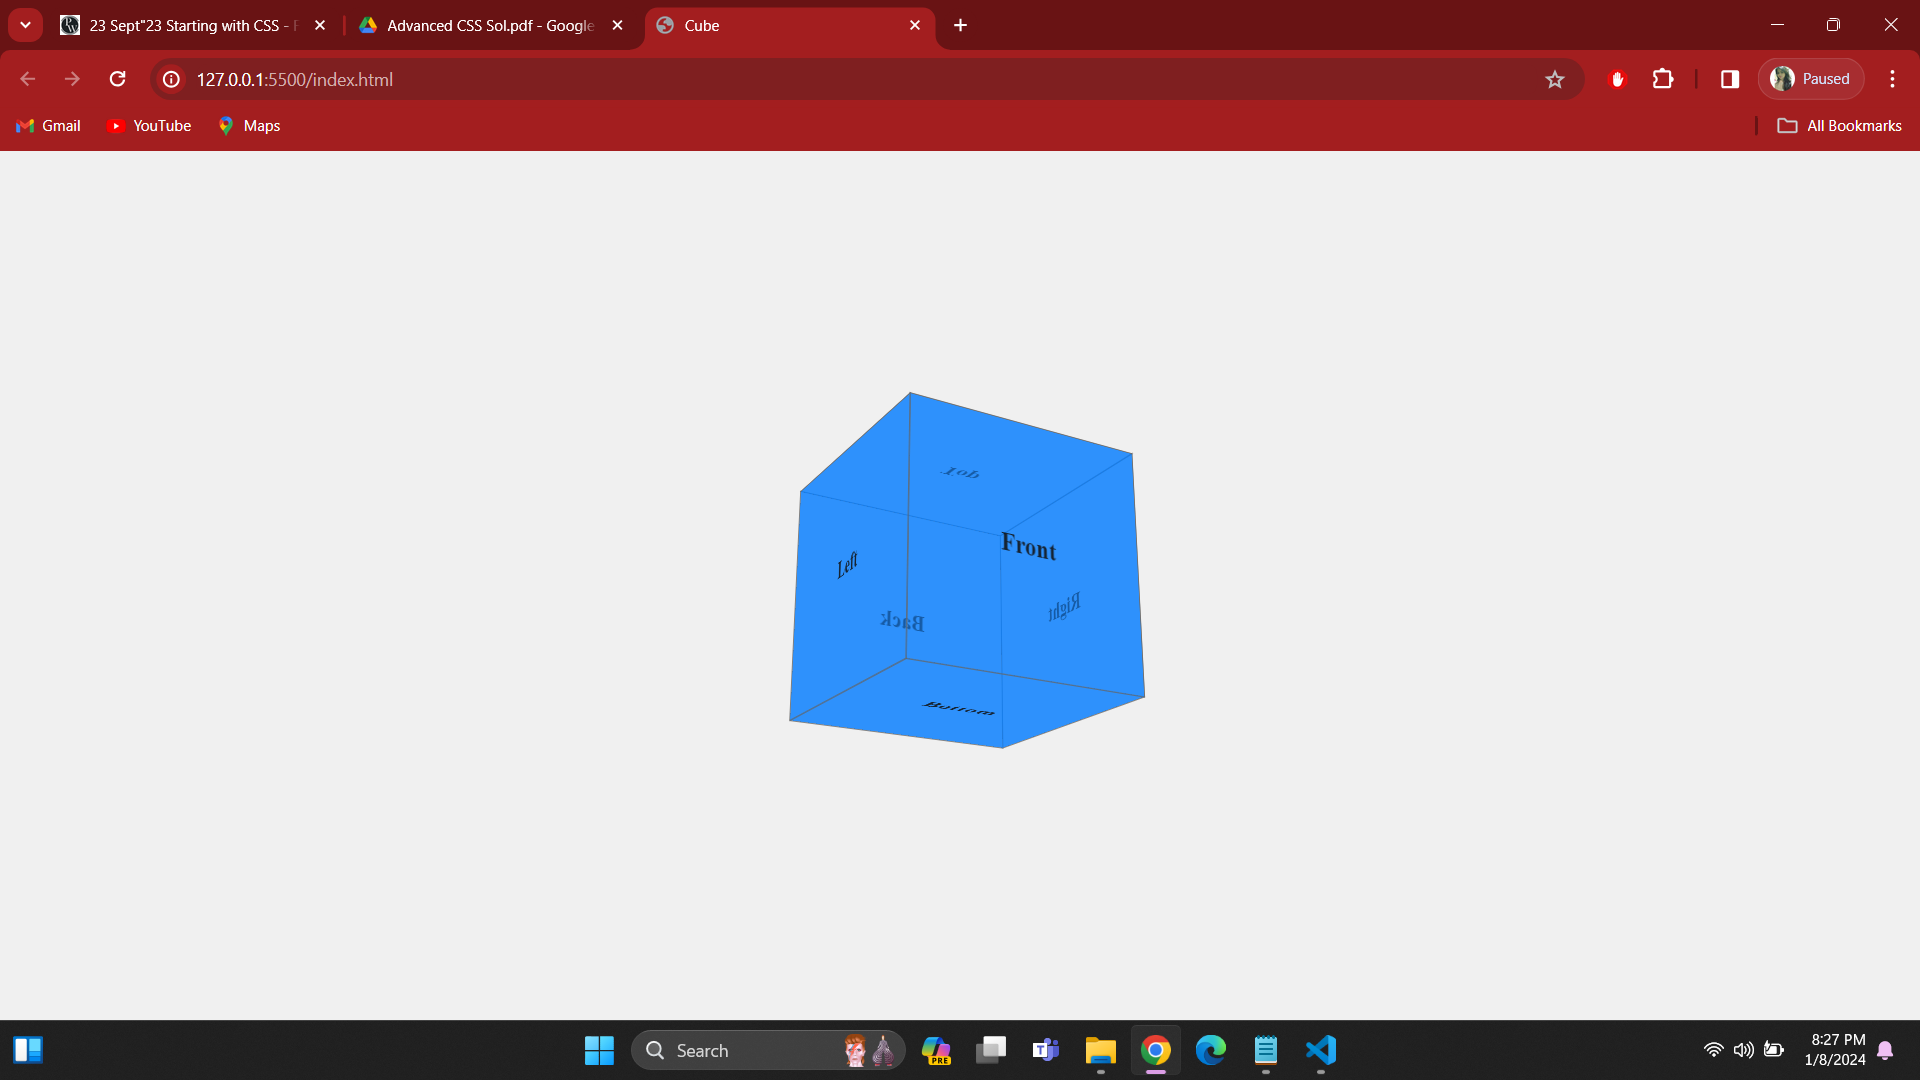 23 Sept"23 Starting with CSS -
Advanced CSS Sol.pdf - Google
Cube
127.0.0.1:5500/index.html
Paused
Gmail
YouTube
Maps
All Bookmarks
Top
Front
Left
Right
Back
Bottom
Search
PRE
8:27 PM
1/8/2024